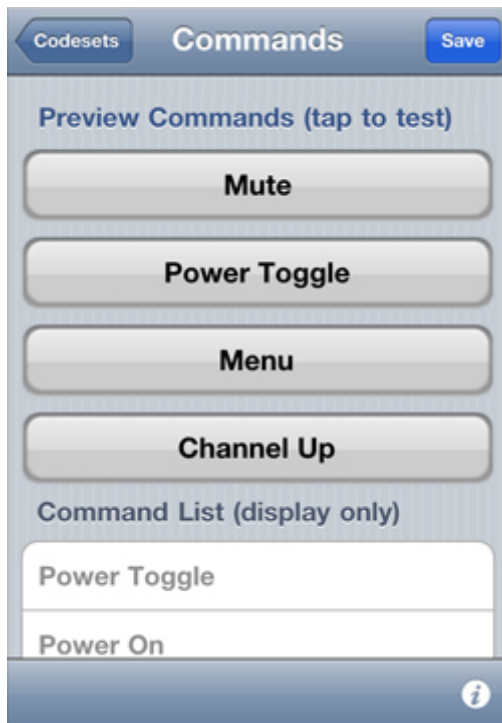 Codesets Commands Save
Preview Commands (tap to test)
Mute
Power Toggle
Menu
Channel Up
Command List (display only)
Power Toggle
Power On
i